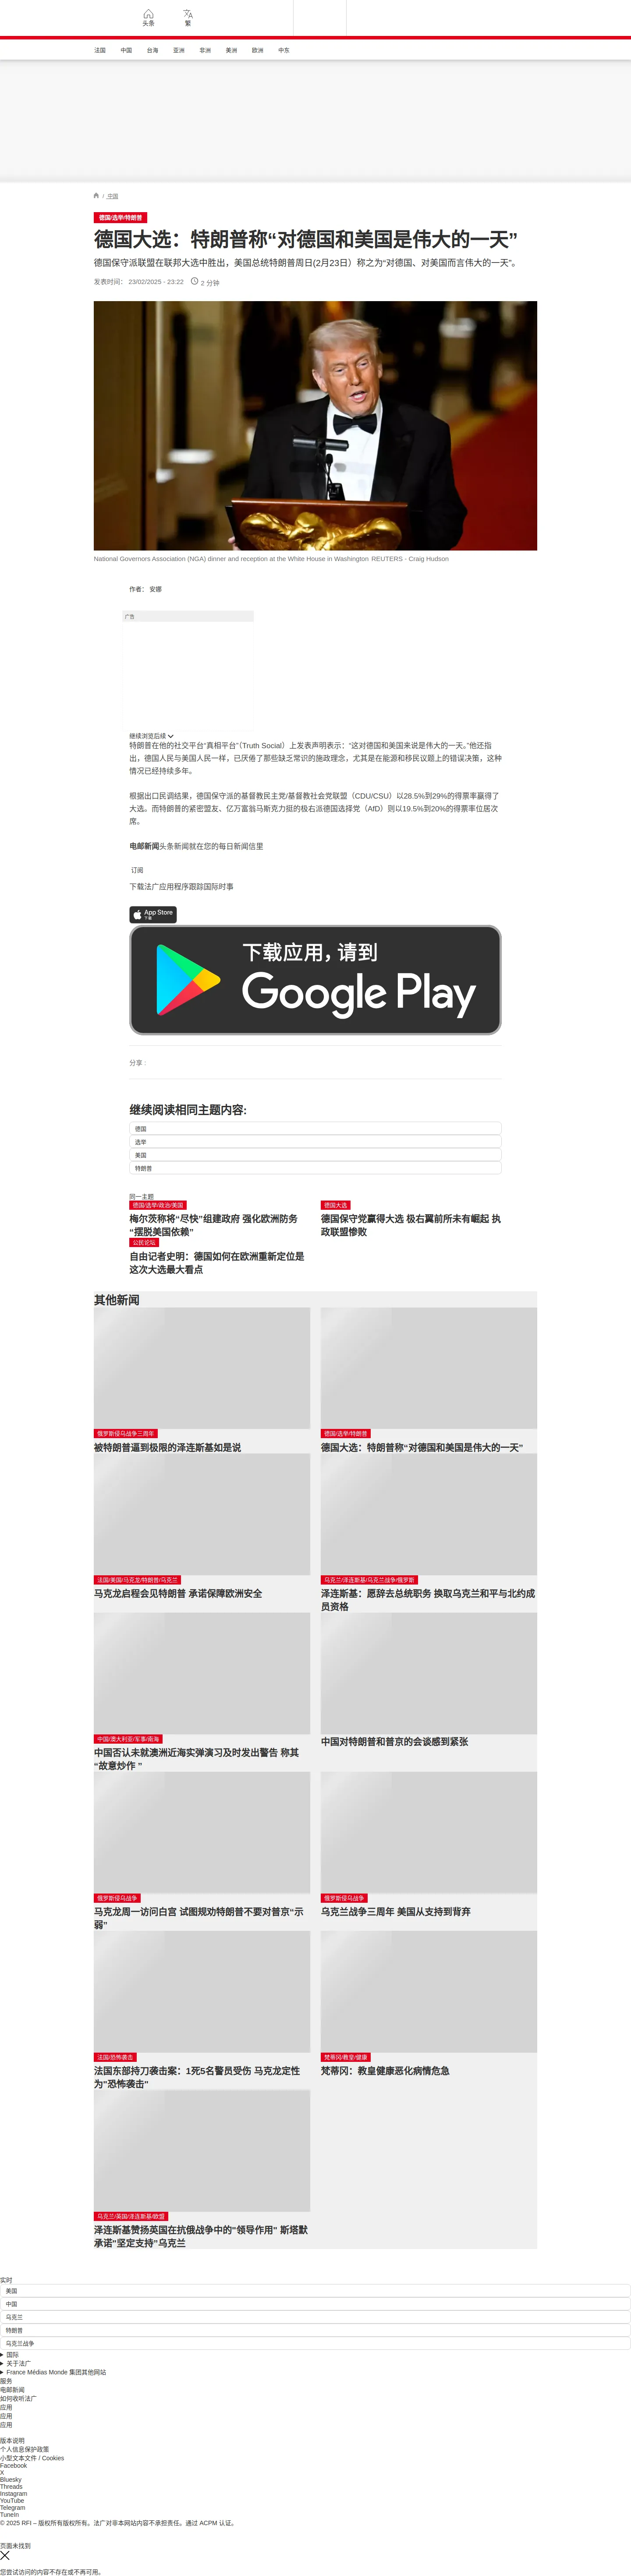 头条
繁
法国 中国 台海 亚洲 非洲 美洲 欧洲 中东
/ 中国
德国/选举/特朗普
德国大选：特朗普称“对德国和美国是伟大的一天”
德国保守派联盟在联邦大选中胜出，美国总统特朗普周日(2月23日）称之为“对德国、对美国而言伟大的一天”。
发表时间： 23/02/2025 - 23:22 2 分钟
National Governors Association (NGA) dinner and reception at the White House in Washington REUTERS - Craig Hudson
作者： 安娜
广告
继续浏览后续
特朗普在他的社交平台“真相平台”（Truth Social）上发表声明表示：“这对德国和美国来说是伟大的一天。”他还指
出，德国人民与美国人民一样，已厌倦了那些缺乏常识的施政理念，尤其是在能源和移民议题上的错误决策，这种
情况已经持续多年。
根据出口民调结果，德国保守派的基督教民主党/基督教社会党联盟（CDU/CSU）以28.5%到29%的得票率赢得了
大选。而特朗普的紧密盟友、亿万富翁马斯克力挺的极右派德国选择党（AfD）则以19.5%到20%的得票率位居次
席。
电邮新闻头条新闻就在您的每日新闻信里
订阅
下载法广应用程序跟踪国际时事
App Store
下载
下载应用，请到
Google Play
分享 :
继续阅读相同主题内容:
德国
选举
美国
特朗普
同一主题
德国/选举/政治/美国
梅尔茨称将“尽快”组建政府 强化欧洲防务
“摆脱美国依赖”
德国大选
德国保守党赢得大选 极右翼前所未有崛起 执
政联盟惨败
公民论坛
自由记者史明：德国如何在欧洲重新定位是
这次大选最大看点
其他新闻
俄罗斯侵乌战争三周年
被特朗普逼到极限的泽连斯基如是说
德国/选举/特朗普
德国大选：特朗普称“对德国和美国是伟大的一天”
法国/美国/马克龙/特朗普/乌克兰
马克龙启程会见特朗普 承诺保障欧洲安全
乌克兰/泽连斯基/乌克兰战争/俄罗斯
泽连斯基：愿辞去总统职务 换取乌克兰和平与北约成
员资格
中国/澳大利亚/军事/南海
中国否认未就澳洲近海实弹演习及时发出警告 称其
“故意炒作 ”
中国对特朗普和普京的会谈感到紧张
俄罗斯侵乌战争
马克龙周一访问白宫 试图规劝特朗普不要对普京“示
弱”
俄罗斯侵乌战争
乌克兰战争三周年 美国从支持到背弃
法国/恐怖袭击
法国东部持刀袭击案：1死5名警员受伤 马克龙定性
为"恐怖袭击"
梵蒂冈/教皇/健康
梵蒂冈：教皇健康恶化病情危急
乌克兰/英国/泽连斯基/欧盟
泽连斯基赞扬英国在抗俄战争中的"领导作用" 斯塔默
承诺"坚定支持"乌克兰
实时
美国
中国
乌克兰
特朗普
乌克兰战争
国际
关于法广
France Médias Monde 集团其他网站
服务
电邮新闻
如何收听法广
应用
应用
应用
版本说明
个人信息保护政策
小型文本文件 / Cookies
Facebook
X
Bluesky
Threads
Instagram
YouTube
Telegram
TuneIn
© 2025 RFI – 版权所有版权所有。法广对非本网站内容不承担责任。通过 ACPM 认证。
页面未找到
您尝试访问的内容不存在或不再可用。